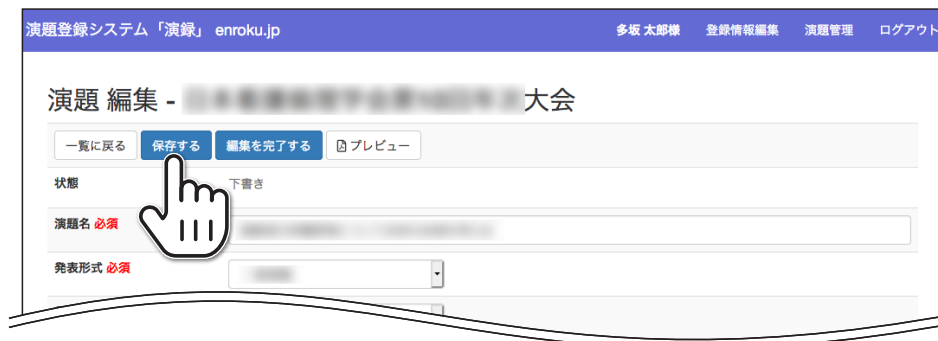 演題登録システム「演録」 enroku.jp 多坂 太郎様 登録情報編集 演題管理 ログアウト
演題 編集 - 大会
一覧に戻る 保存する 編集を完了する プレビュー
状態 下書き
演題名 必須
発表形式 必須